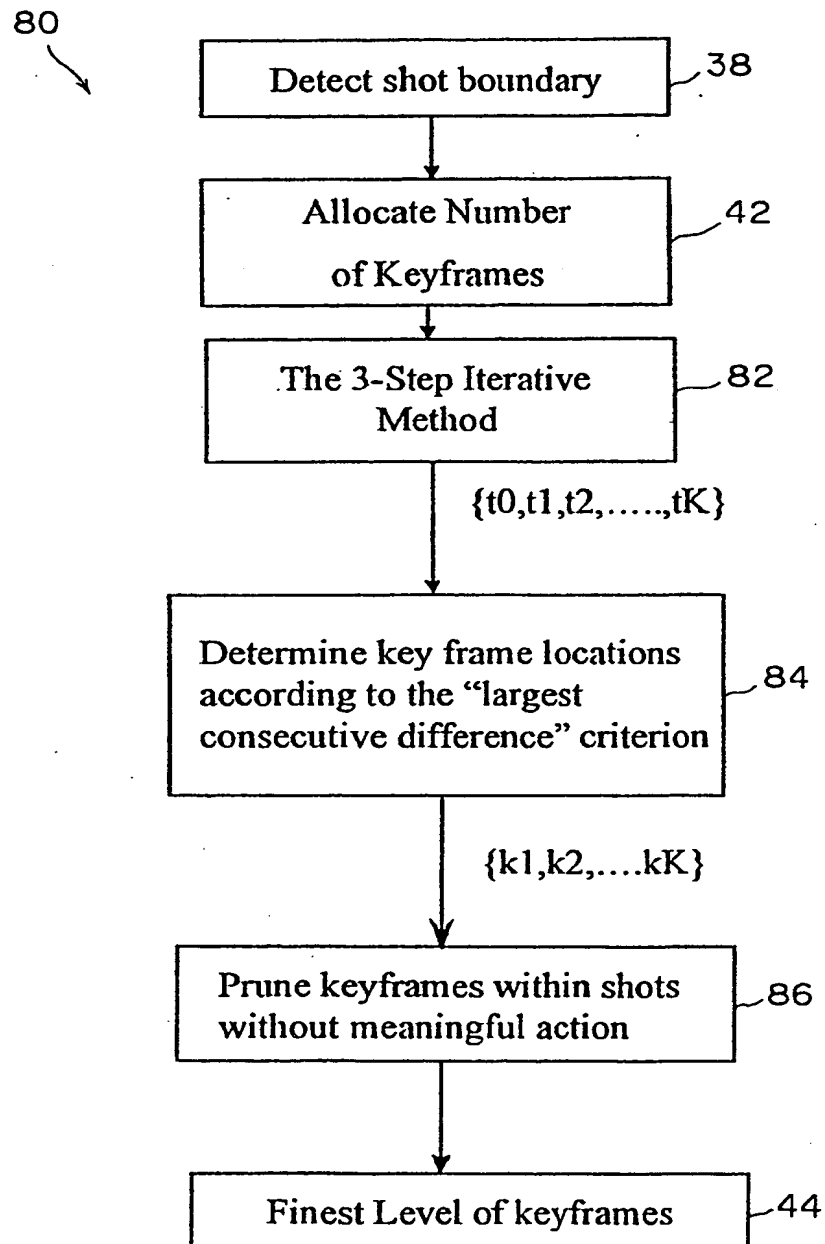 80
Detect shot boundary
38
Allocate Number
of Keyframes
42
The 3-Step Iterative
Method
82
{t0,t1,t2,.....,tK}
Determine key frame locations
according to the “largest
consecutive difference” criterion
84
{k1,k2,....kK}
Prune keyframes within shots
without meaningful action
86
Finest Level of keyframes
44